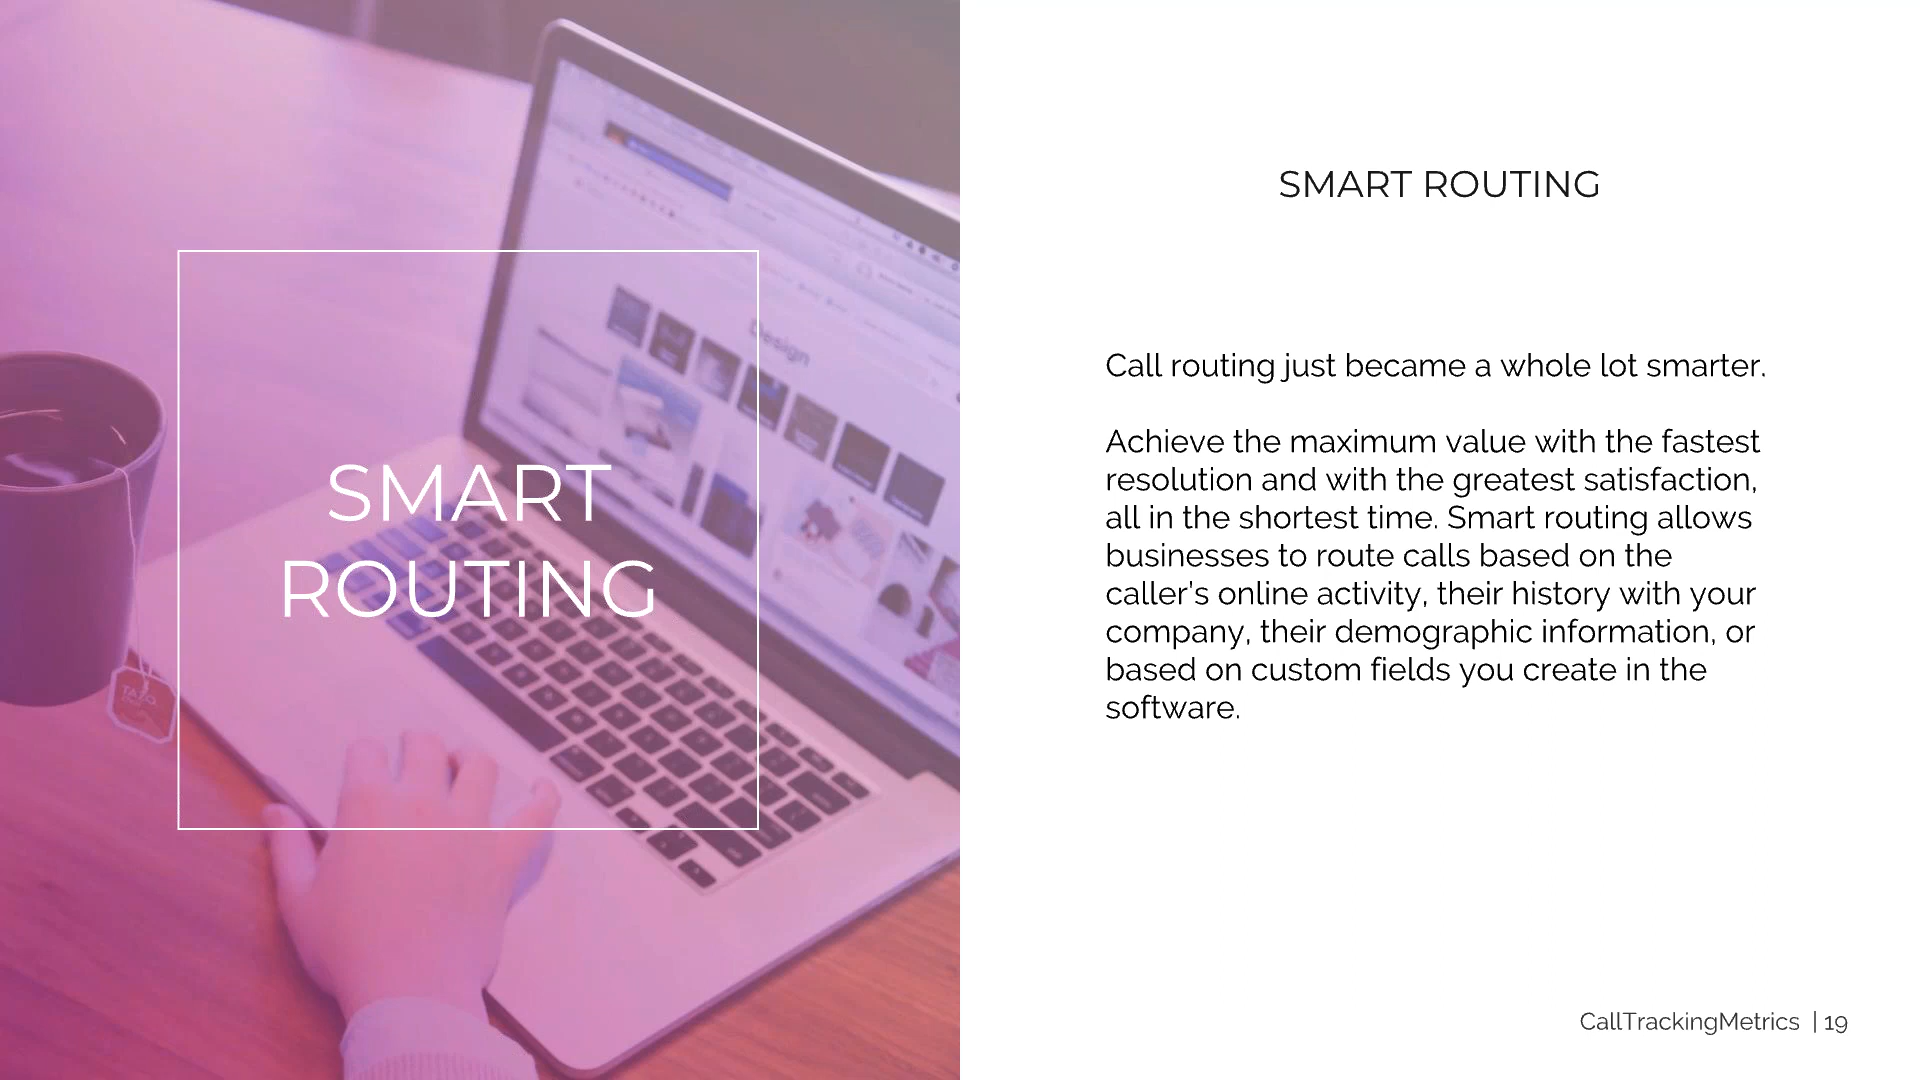 SMART
ROUTING
Design
TAZO
SMART ROUTING
Call routing just became a whole lot smarter.
Achieve the maximum value with the fastest
resolution and with the greatest satisfaction,
all in the shortest time. Smart routing allows
businesses to route calls based on the
caller's online activity, their history with your
company, their demographic information, or
based on custom fields you create in the
software.
CallTrackingMetrics | 19